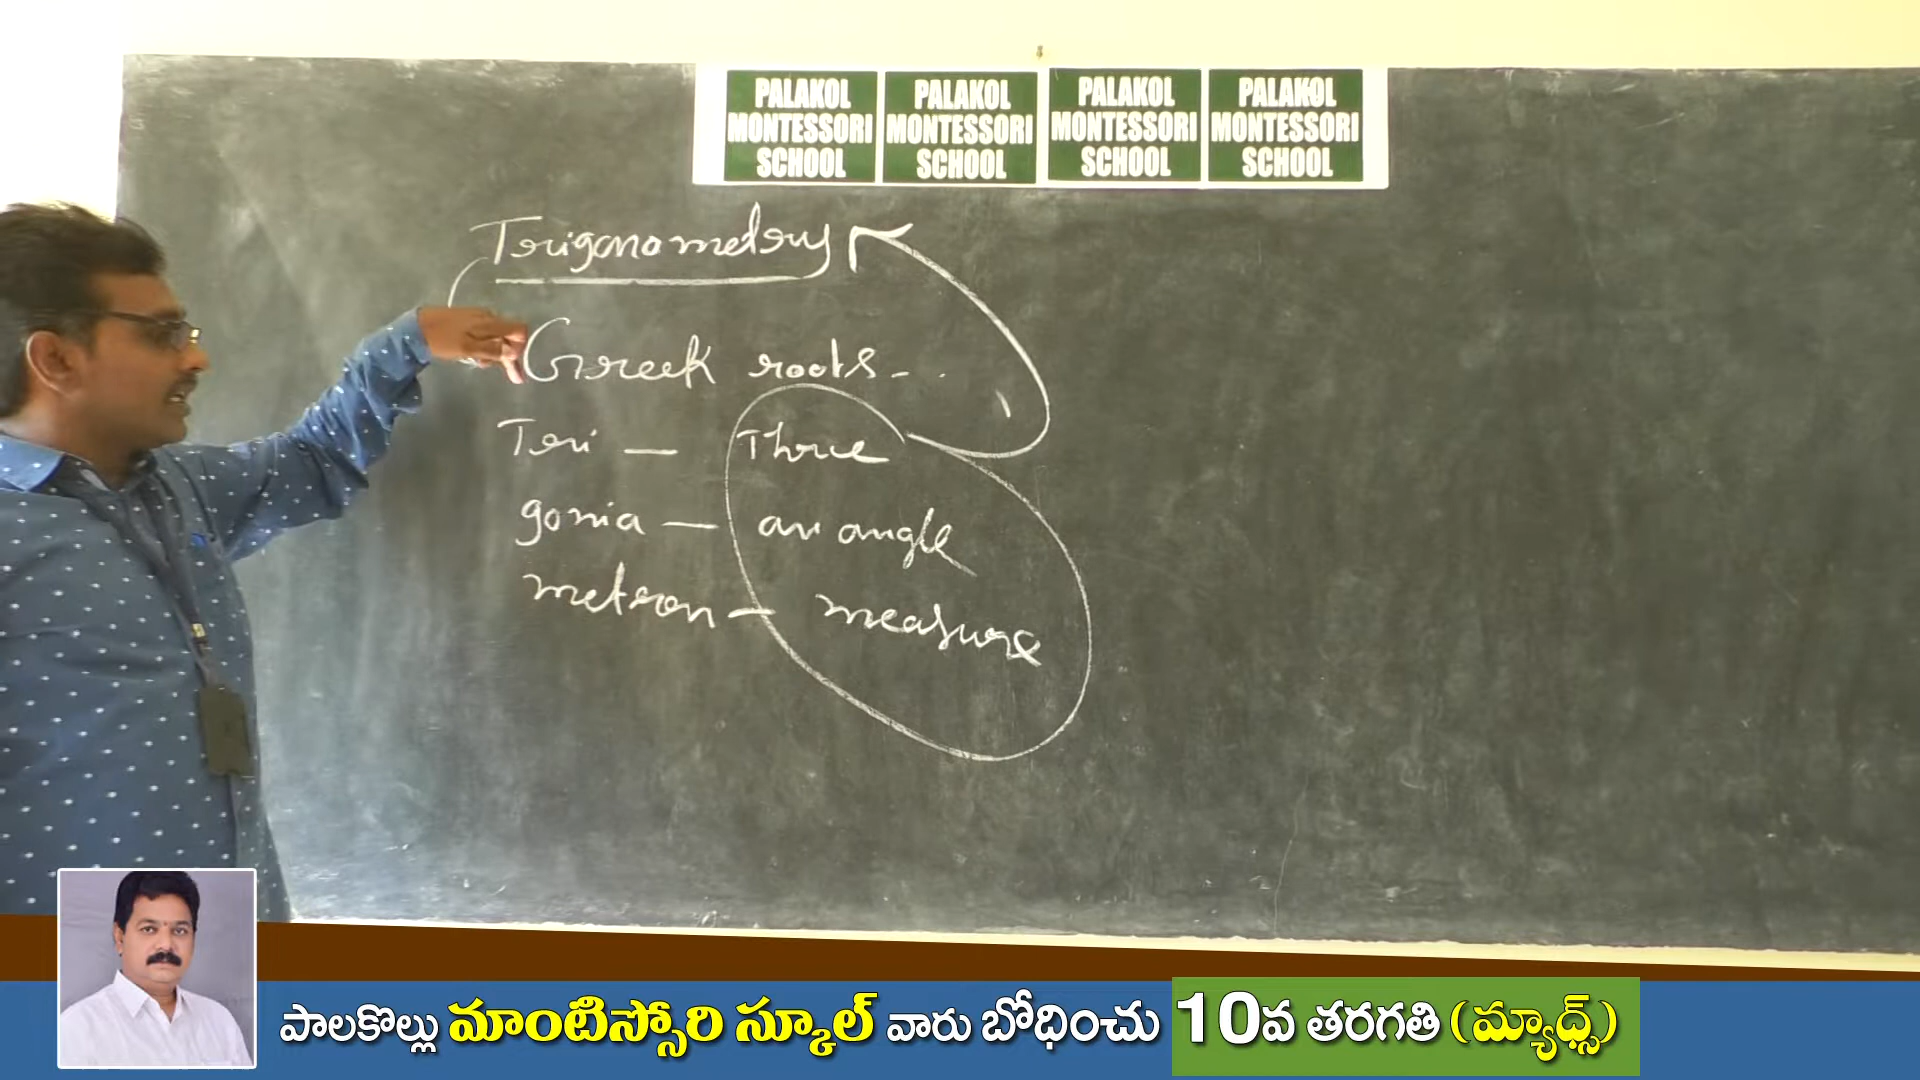 PALAKOL MONTESSORI SCHOOL
PALAKOL MONTESSORI SCHOOL
PALAKOL MONTESSORI SCHOOL
PALAKOL MONTESSORI SCHOOL
Trigonometry
Greek roots - ..
Tri — Three
gonia — an angle
metron — measure
పాలకొల్లు మాంటిస్సోరి స్కూల్ వారు బోధించు 10వ తరగతి (మ్యాథ్స్)